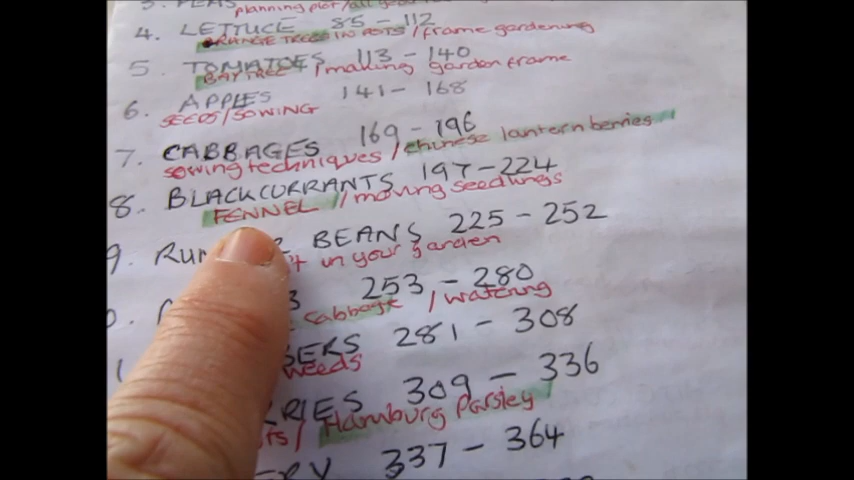 3. PEAS
planning plot/all
4. LETTUCE 85 - 112
ORANGE TREES IN POTS /frame gardening
5. TOMATOES 113 - 140
BAY TREE /making garden frame
6. APPLES 141 - 168
SEEDS/SOWING
7. CABBAGES 169 - 196
sowing techniques /chinese lantern berries
8. BLACKCURRANTS 197-224
FENNEL /moving seedlings
9. RUN BEANS 225 - 252
in your garden
253 - 280
cabbage /watering
281 - 308
weeds
309 - 336
/ Hamburg Parsley
337 - 364